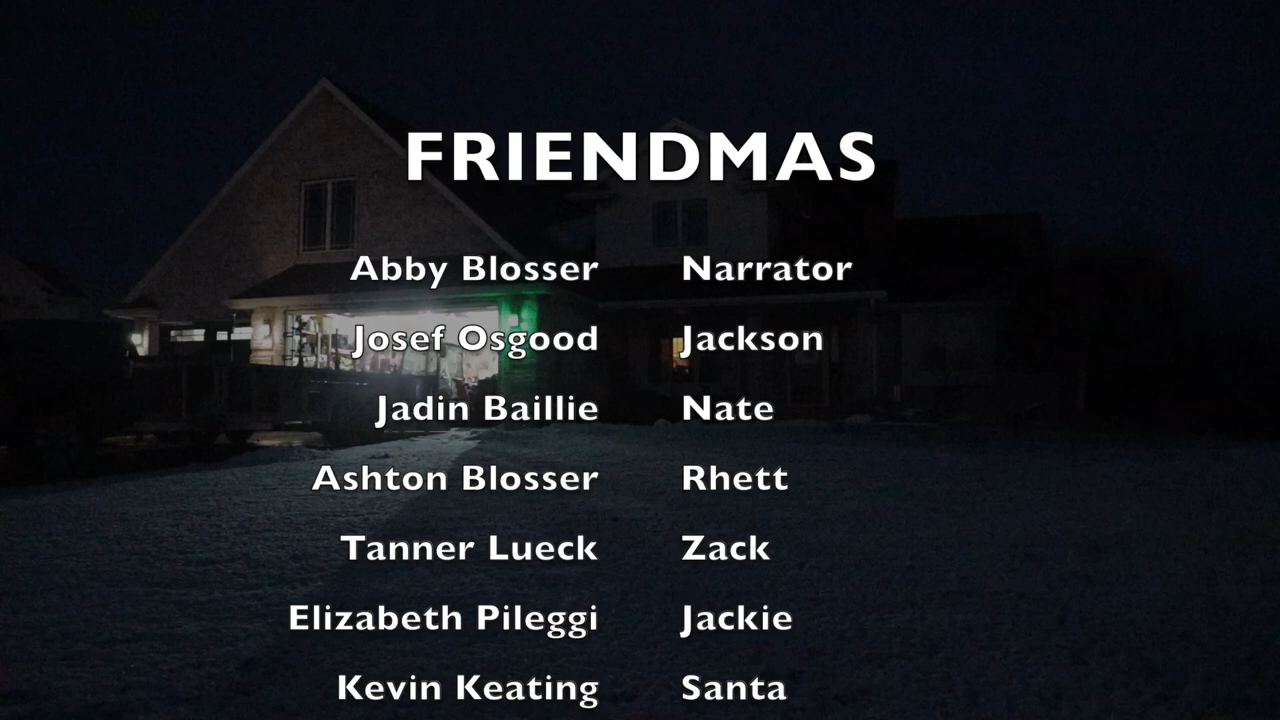 FRIENDMAS
Abby Blosser Narrator
Josef Osgood Jackson
Jadin Baillie Nate
Ashton Blosser Rhett
Tanner Lueck Zack
Elizabeth Pileggi Jackie
Kevin Keating Santa